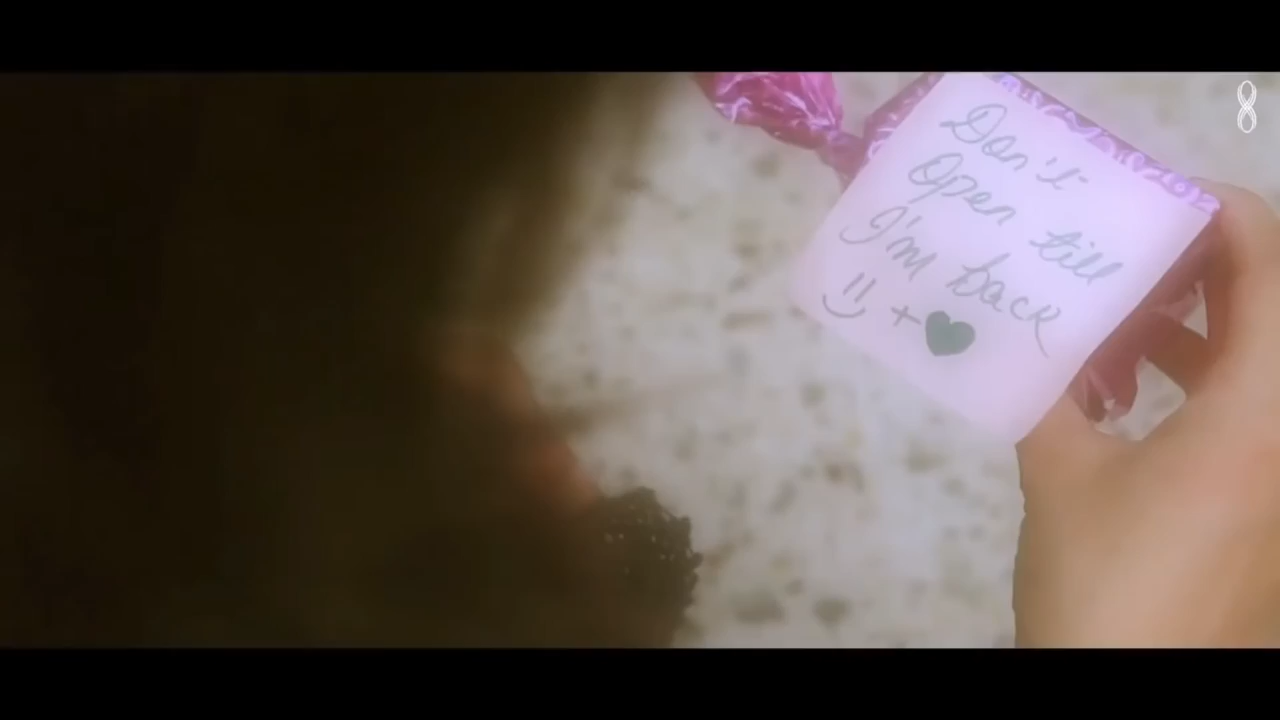 Don't
Open till
I'm back
=) + ♥